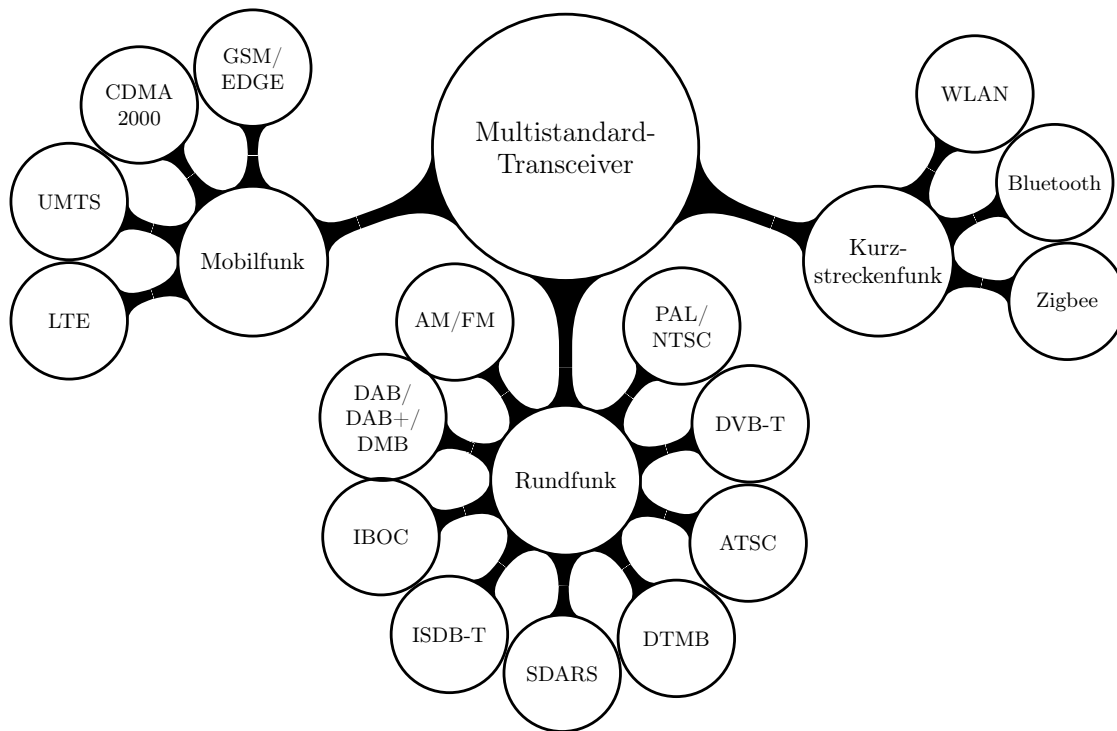 Multistandard-
Transceiver
GSM/
EDGE
CDMA
2000
UMTS
LTE
Mobilfunk
WLAN
Bluetooth
Zigbee
Kurz-
streckenfunk
AM/FM
DAB/
DAB+/
DMB
IBOC
ISDB-T
SDARS
DTMB
ATSC
DVB-T
PAL/
NTSC
Rundfunk